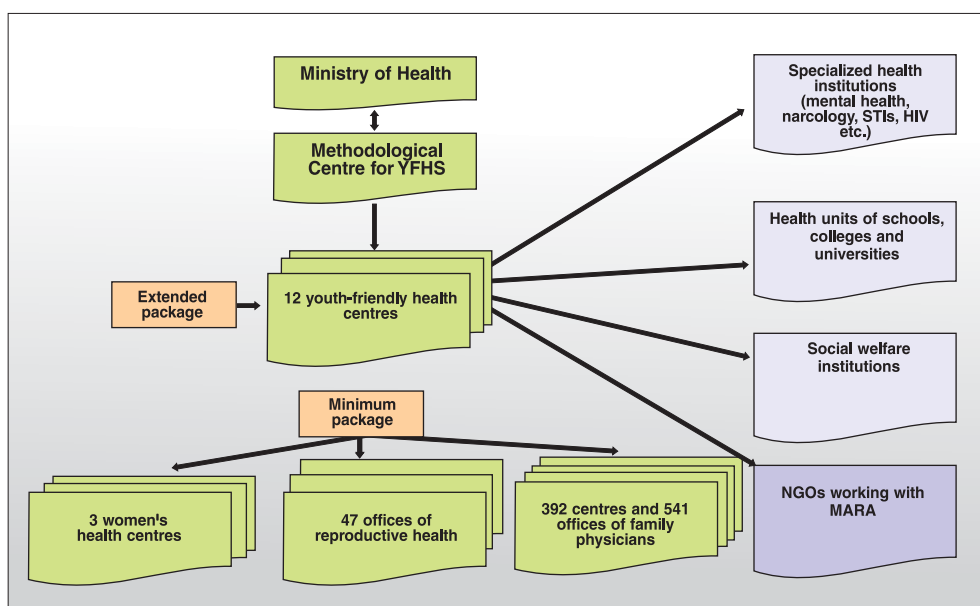 Ministry of Health
Methodological
Centre for YFHS
12 youth-friendly health
centres
Extended
package
Minimum
package
3 women's
health centres
47 offices of
reproductive health
392 centres and 541
offices of family
physicians
Specialized health
institutions
(mental health,
narcology, STIs, HIV
etc.)
Health units of schools,
colleges and
universities
Social welfare
institutions
NGOs working with
MARA